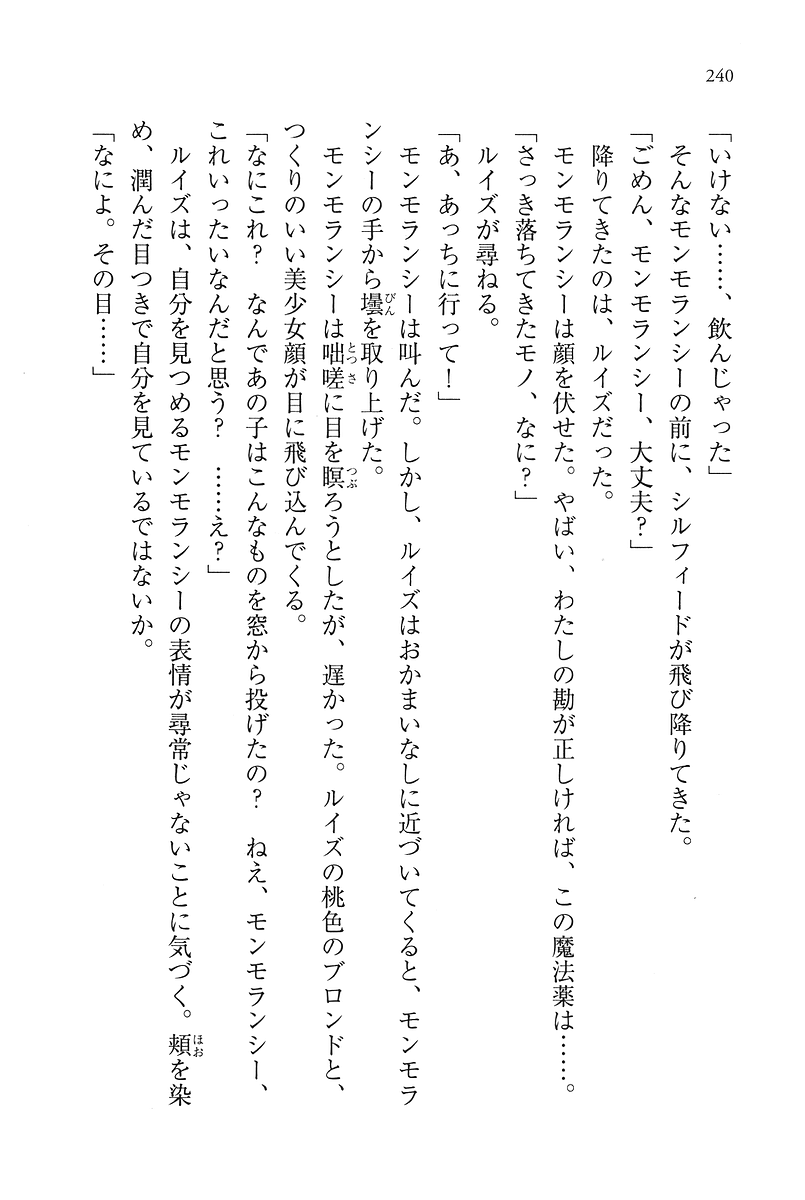 240
「いけない……、飲んじゃった」
そんなモンモランシーの前に、シルフィードが飛び降りてきた。
「ごめん、モンモランシー、大丈夫？」
降りてきたのは、ルイズだった。
モンモランシーは顔を伏せた。やばい、わたしの勘が正しければ、この魔法薬は……。
「さっき落ちてきたモノ、なに？」
ルイズが尋ねる。
「あ、あっちに行って！」
モンモランシーは叫んだ。しかし、ルイズはおかまいなしに近づいてくると、モンモラ
ンシーの手から壜びんを取り上げた。
モンモランシーは咄嗟とっさに目を瞑つぶろうとしたが、遅かった。ルイズの桃色のブロンドと、
つくりのいい美少女顔が目に飛び込んでくる。
「なにこれ？　なんであの子はこんなものを窓から投げたの？　ねえ、モンモランシー、
これいったいなんだと思う？　……え？」
ルイズは、自分を見つめるモンモランシーの表情が尋常じゃないことに気づく。頬ほおを染
め、潤んだ目つきで自分を見ているではないか。
「なによ。その目……」